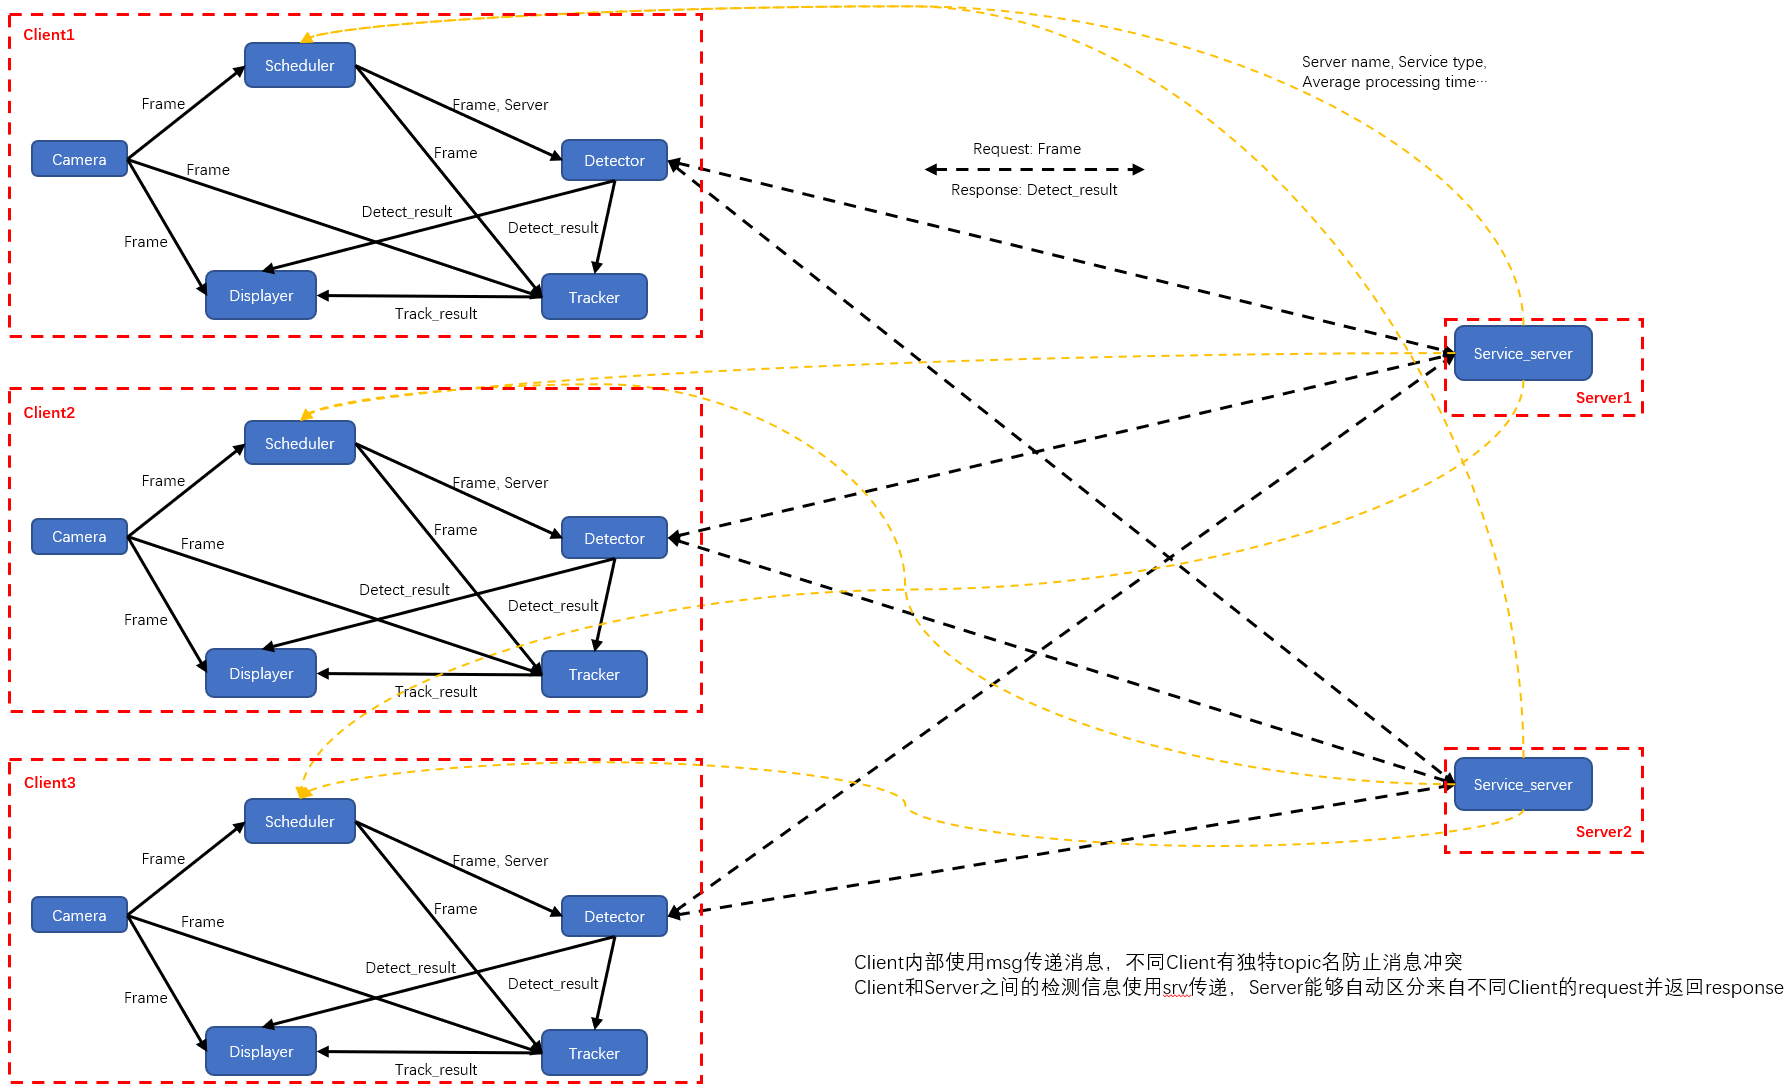 Client1
Scheduler
Frame
Frame, Server
Camera
Frame
Frame
Detector
Detect_result
Detect_result
Frame
Displayer
Tracker
Track_result
Server name, Service type,
Average processing time…
Request: Frame
Response: Detect_result
Service_server
Server1
Client2
Scheduler
Frame
Frame, Server
Camera
Frame
Frame
Detector
Detect_result
Detect_result
Frame
Displayer
Tracker
Track_result
Service_server
Server2
Client3
Scheduler
Frame
Frame, Server
Camera
Frame
Frame
Detector
Detect_result
Detect_result
Frame
Displayer
Tracker
Track_result
Client内部使用msg传递消息，不同Client有独特topic名防止消息冲突
Client和Server之间的检测信息使用srv传递，Server能够自动区分来自不同Client的request并返回response